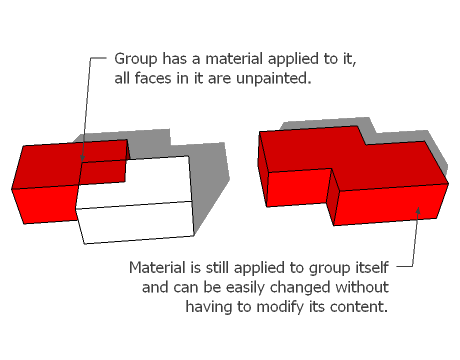 Group has a material applied to it,
all faces in it are unpainted.
Material is still applied to group itself
and can be easily changed without
having to modify its content.